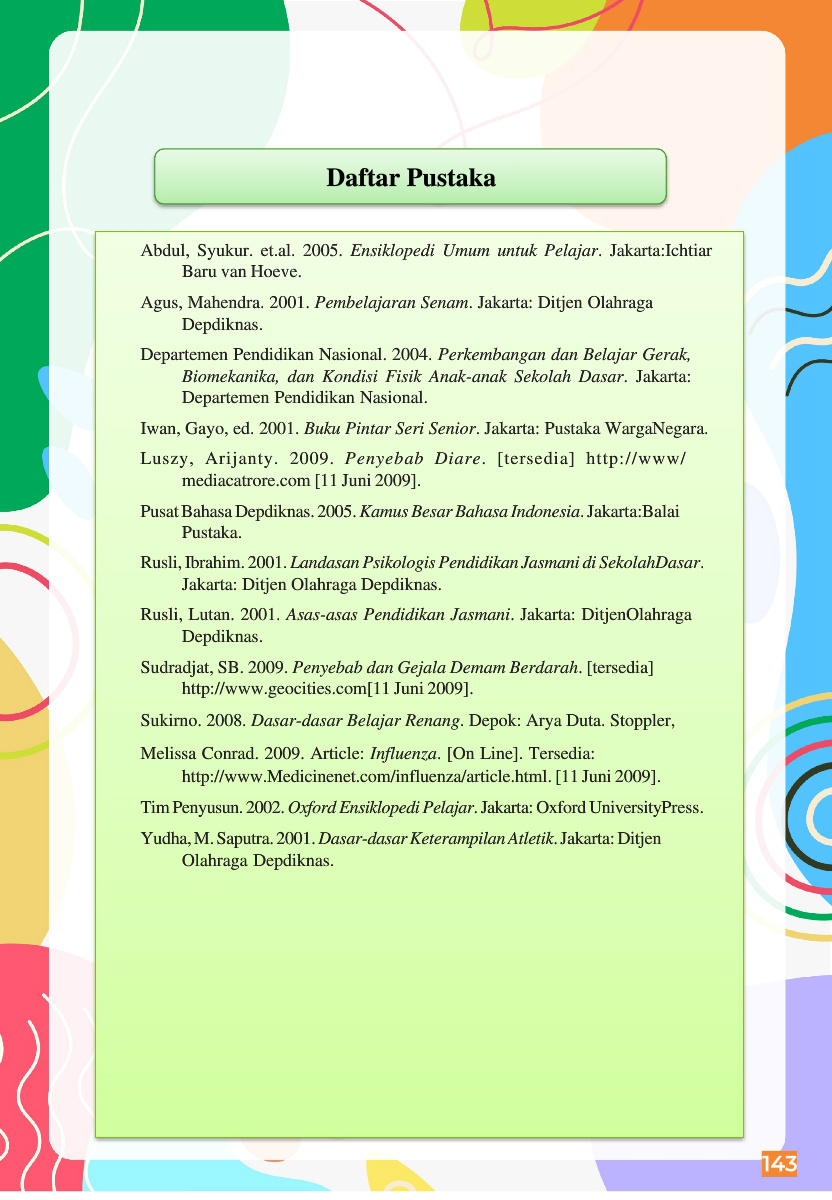 Daftar Pustaka
Abdul, Syukur. et.al. 2005. Ensiklopedi Umum untuk Pelajar. Jakarta:Ichtiar
Baru van Hoeve.
Agus, Mahendra. 2001. Pembelajaran Senam. Jakarta: Ditjen Olahraga
Depdiknas.
Departemen Pendidikan Nasional. 2004. Perkembangan dan Belajar Gerak,
Biomekanika, dan Kondisi Fisik Anak-anak Sekolah Dasar. Jakarta:
Departemen Pendidikan Nasional.
Iwan, Gayo, ed. 2001. Buku Pintar Seri Senior. Jakarta: Pustaka WargaNegara.
Luszy, Arijanty. 2009. Penyebab Diare. [tersedia] http://www/
mediacatrore.com [11 Juni 2009].
Pusat Bahasa Depdiknas. 2005. Kamus Besar Bahasa Indonesia. Jakarta:Balai
Pustaka.
Rusli, Ibrahim. 2001. Landasan Psikologis Pendidikan Jasmani di SekolahDasar.
Jakarta: Ditjen Olahraga Depdiknas.
Rusli, Lutan. 2001. Asas-asas Pendidikan Jasmani. Jakarta: DitjenOlahraga
Depdiknas.
Sudradjat, SB. 2009. Penyebab dan Gejala Demam Berdarah. [tersedia]
http://www.geocities.com[11 Juni 2009].
Sukirno. 2008. Dasar-dasar Belajar Renang. Depok: Arya Duta. Stoppler,
Melissa Conrad. 2009. Article: Influenza. [On Line]. Tersedia:
http://www.Medicinenet.com/influenza/article.html. [11 Juni 2009].
Tim Penyusun. 2002. Oxford Ensiklopedi Pelajar. Jakarta: Oxford UniversityPress.
Yudha, M. Saputra. 2001. Dasar-dasar Keterampilan Atletik. Jakarta: Ditjen
Olahraga Depdiknas.
143